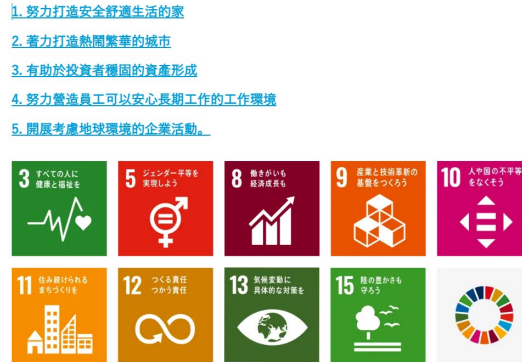 1. 努力打造安全舒適生活的家
2. 著力打造熱鬧繁華的城市
3. 有助於投資者穩固的資產形成
4. 努力營造員工可以安心長期工作的工作環境
5. 開展考慮地球環境的企業活動。
3 すべての人に
健康と福祉を
5 ジェンダー平等を
実現しよう
8 働きがいも
経済成長も
9 産業と技術革新の
基盤をつくろう
10 人や国の不平等
をなくそう
11 住み続けられる
まちづくりを
12 つくる責任
つかう責任
13 気候変動に
具体的な対策を
15 陸の豊かさも
守ろう